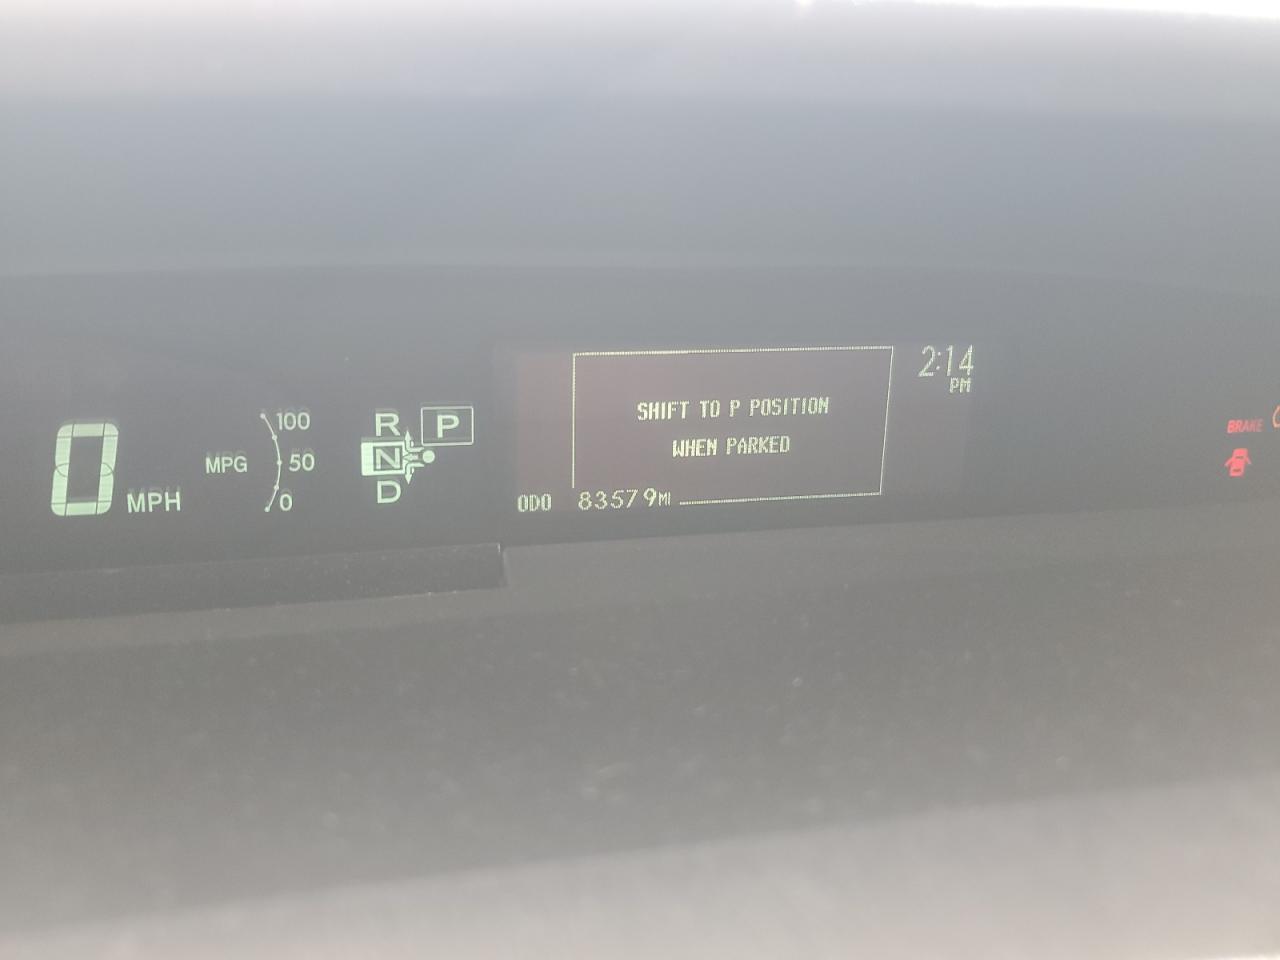 2:14
PM
SHIFT TO P POSITION
WHEN PARKED
0 MPH
MPG
100
50
0
R
P
N
D
ODO 83579MI
BRAKE